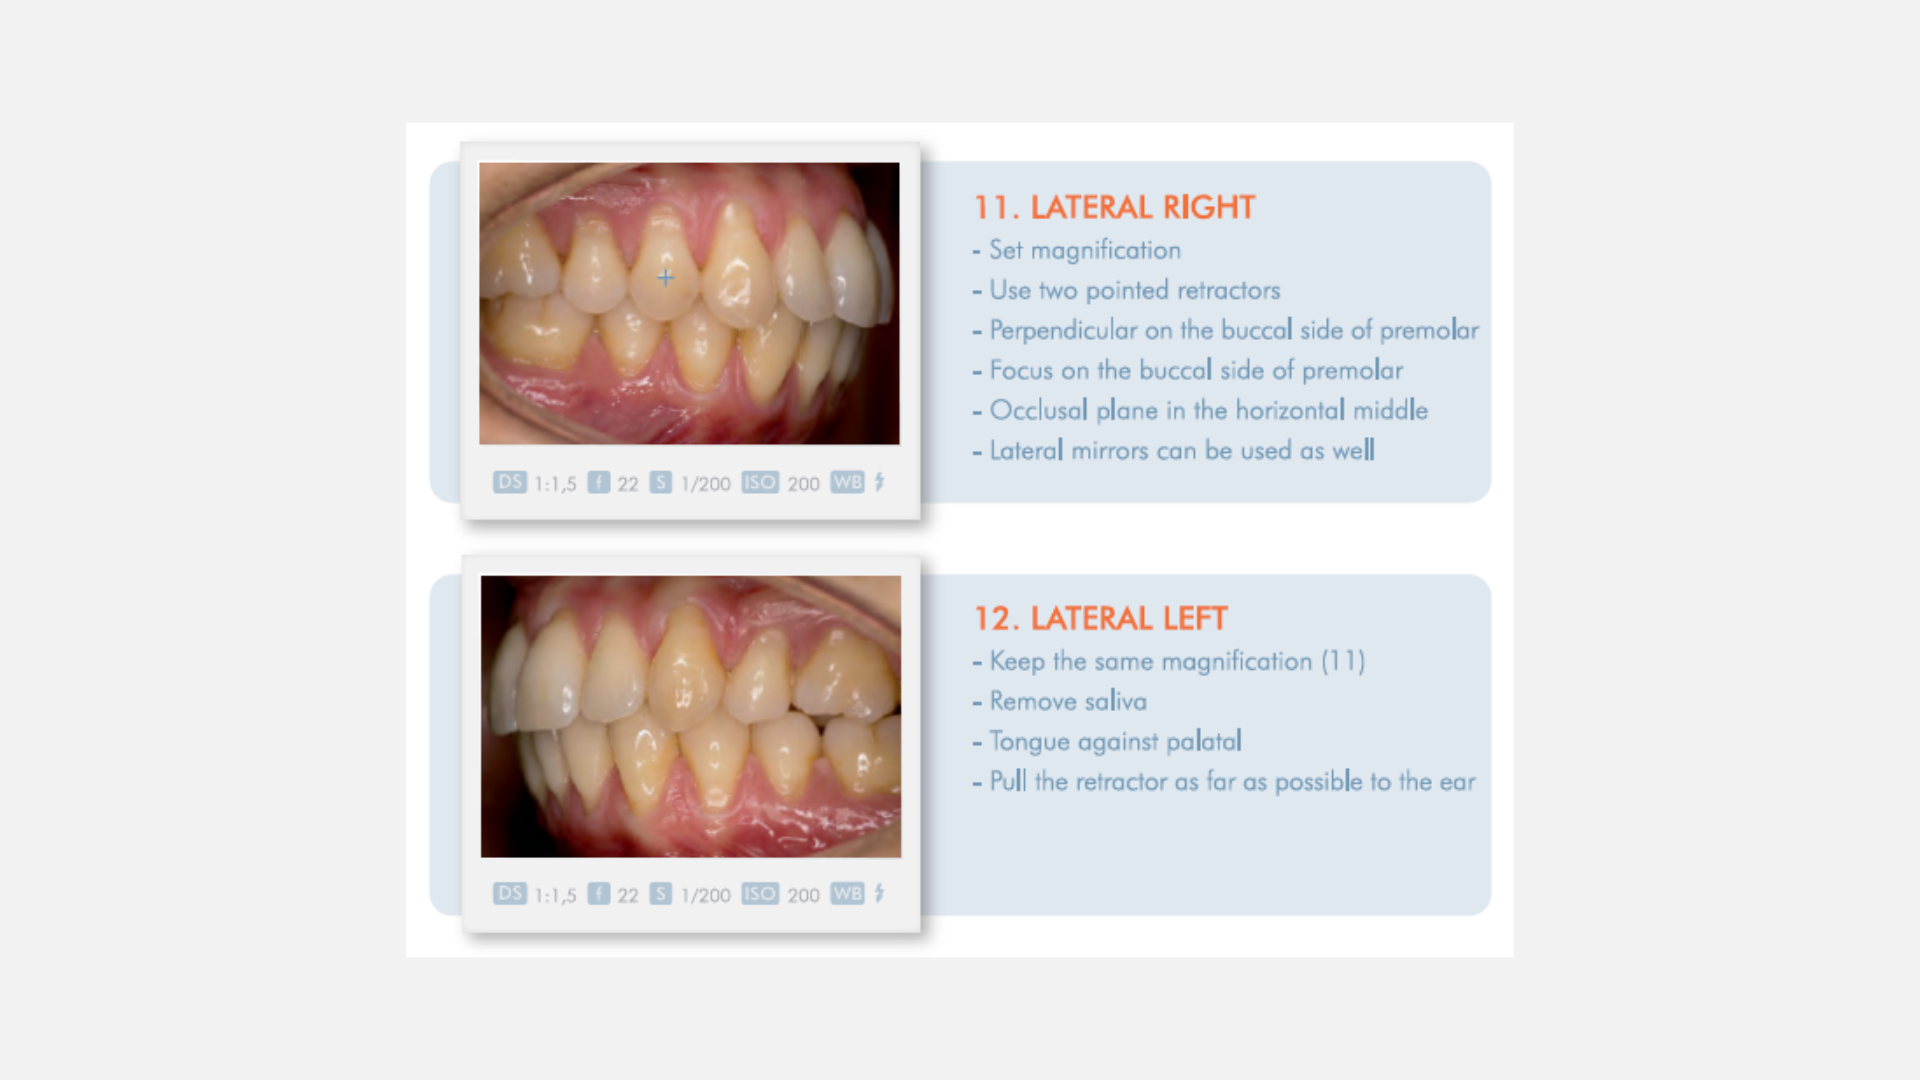 11. LATERAL RIGHT
- Set magnification
- Use two pointed retractors
- Perpendicular on the buccal side of premolar
- Focus on the buccal side of premolar
- Occlusal plane in the horizontal middle
- Lateral mirrors can be used as well
DS 1:1,5 f 22 S 1/200 ISO 200 WB
12. LATERAL LEFT
- Keep the same magnification (11)
- Remove saliva
- Tongue against palatal
- Pull the retractor as far as possible to the ear
DS 1:1,5 f 22 S 1/200 ISO 200 WB